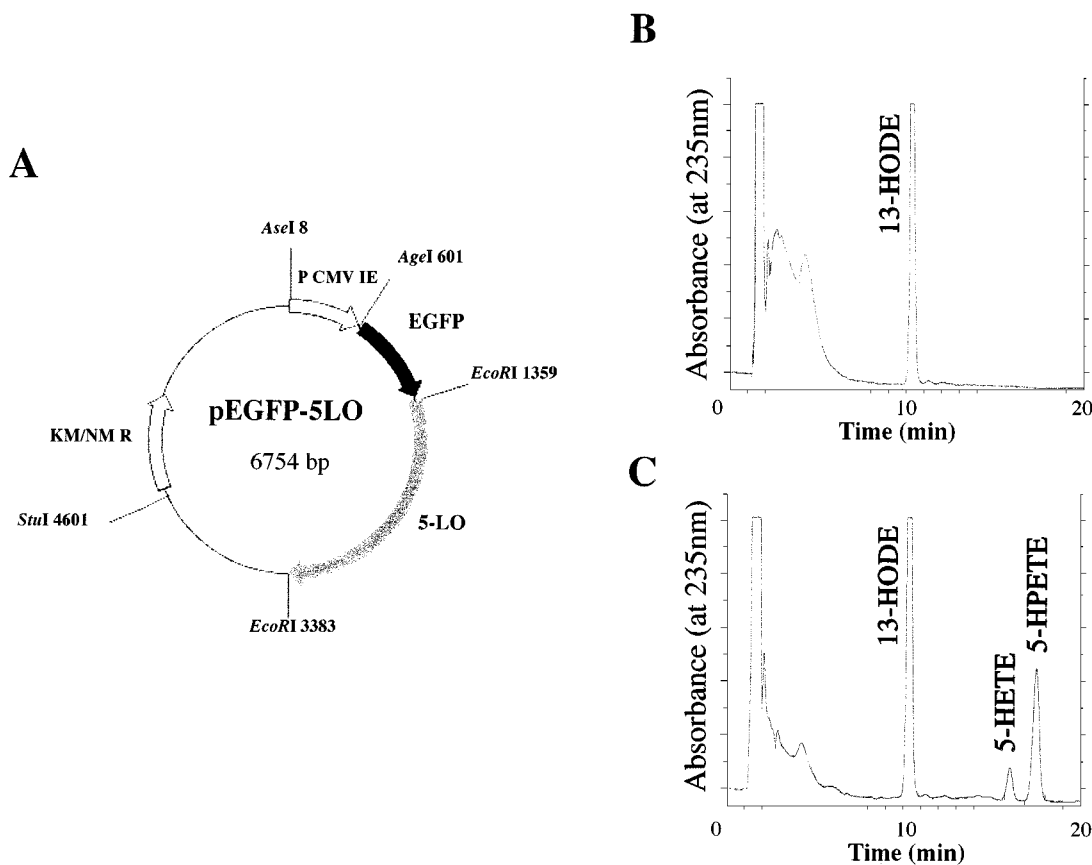 A
AseI 8
P CMV IE
AgeI 601
EGFP
EcoRI 1359
pEGFP-5LO
6754 bp
KM/NM R
StuI 4601
5-LO
EcoRI 3383
B
Absorbance (at 235nm)
13-HODE
0 10 20
Time (min)
C
Absorbance (at 235nm)
13-HODE
5-HETE
5-HPETE
0 10 20
Time (min)